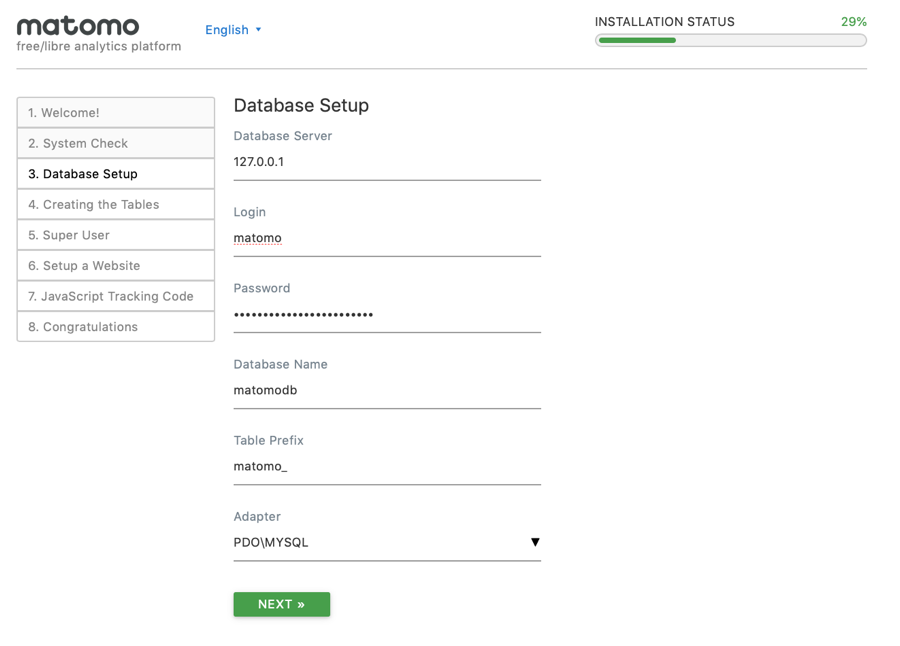 matomo
free/libre analytics platform
English
INSTALLATION STATUS 29%
1. Welcome!
2. System Check
3. Database Setup
4. Creating the Tables
5. Super User
6. Setup a Website
7. JavaScript Tracking Code
8. Congratulations
Database Setup
Database Server
127.0.0.1
Login
matomo
Password
••••••••••••••••••••••••
Database Name
matomodb
Table Prefix
matomo_
Adapter
PDO\MYSQL
NEXT »